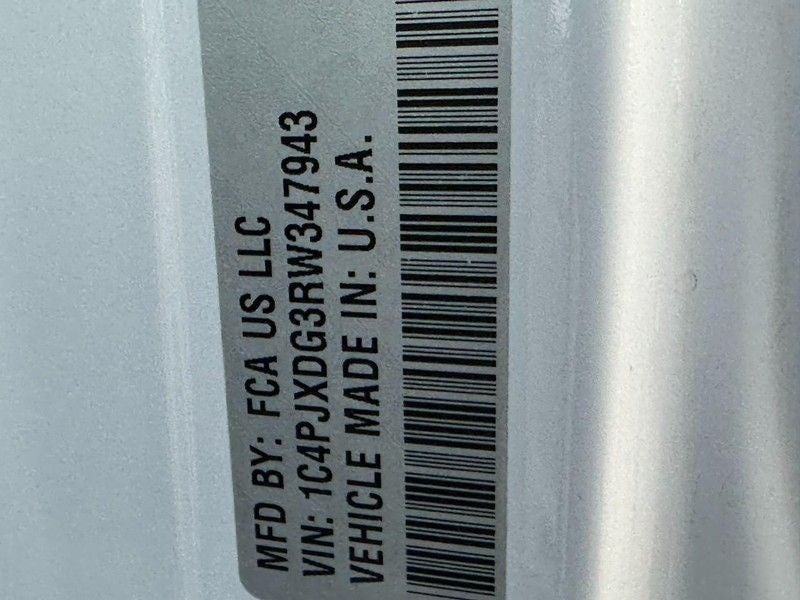 MFD BY: FCA US LLC
VIN: 1C4PJXDG3RW347943
VEHICLE MADE IN: U.S.A.